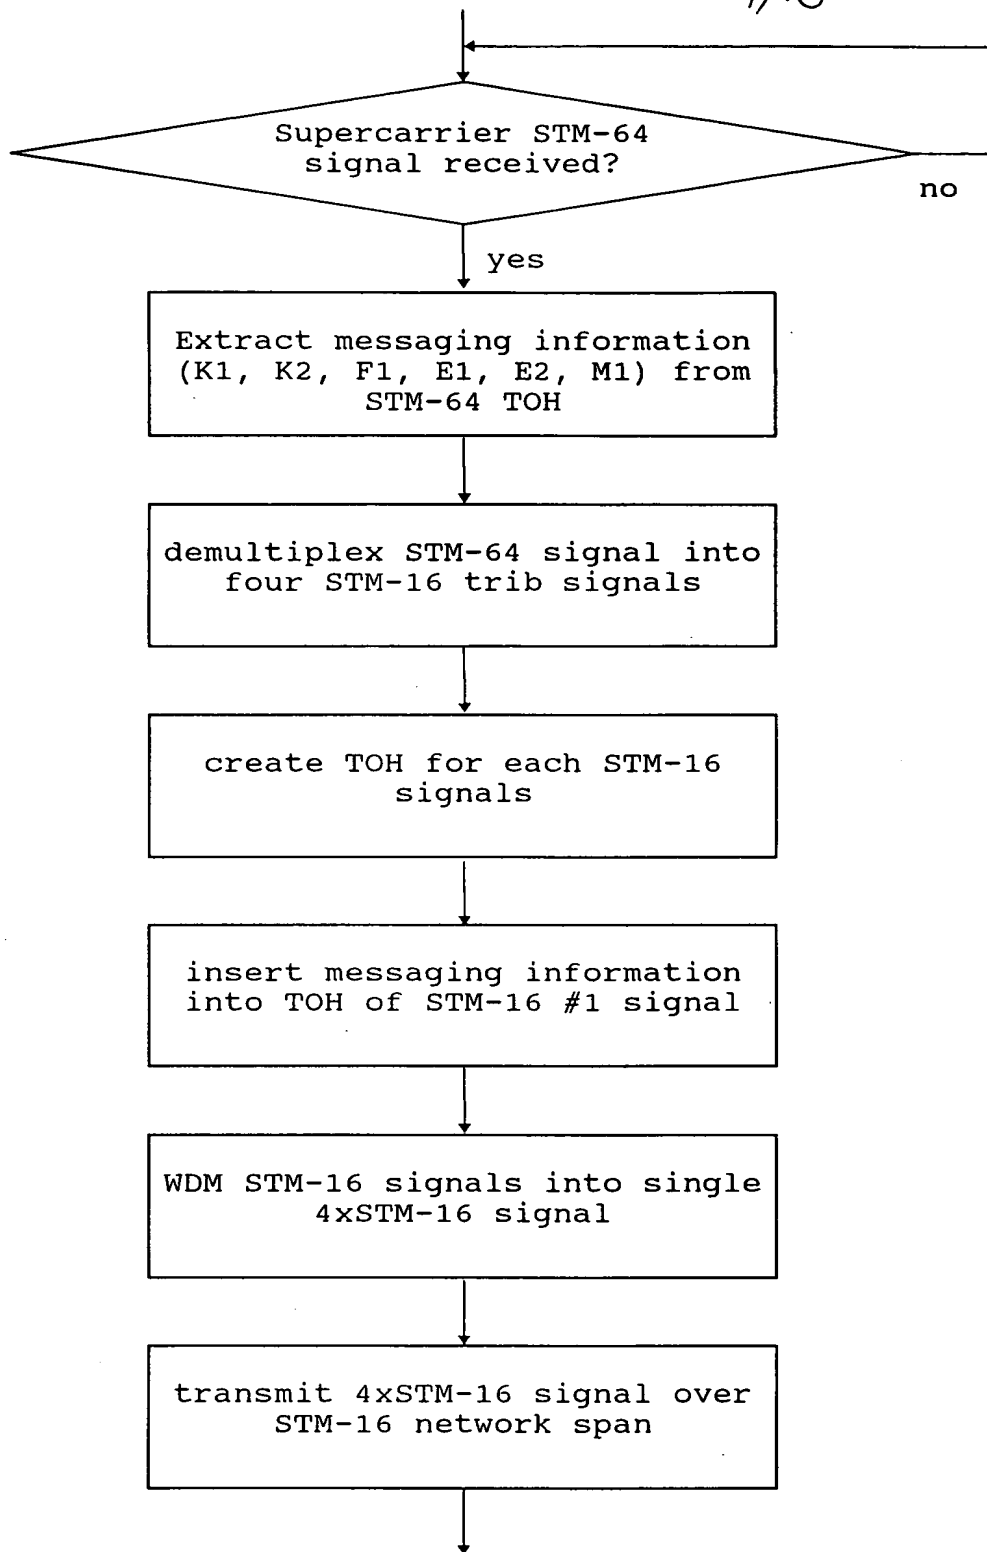 Supercarrier STM-64
signal received?
no
yes
Extract messaging information
(K1, K2, F1, E1, E2, M1) from
STM-64 TOH
demultiplex STM-64 signal into
four STM-16 trib signals
create TOH for each STM-16
signals
insert messaging information
into TOH of STM-16 #1 signal
WDM STM-16 signals into single
4xSTM-16 signal
transmit 4xSTM-16 signal over
STM-16 network span